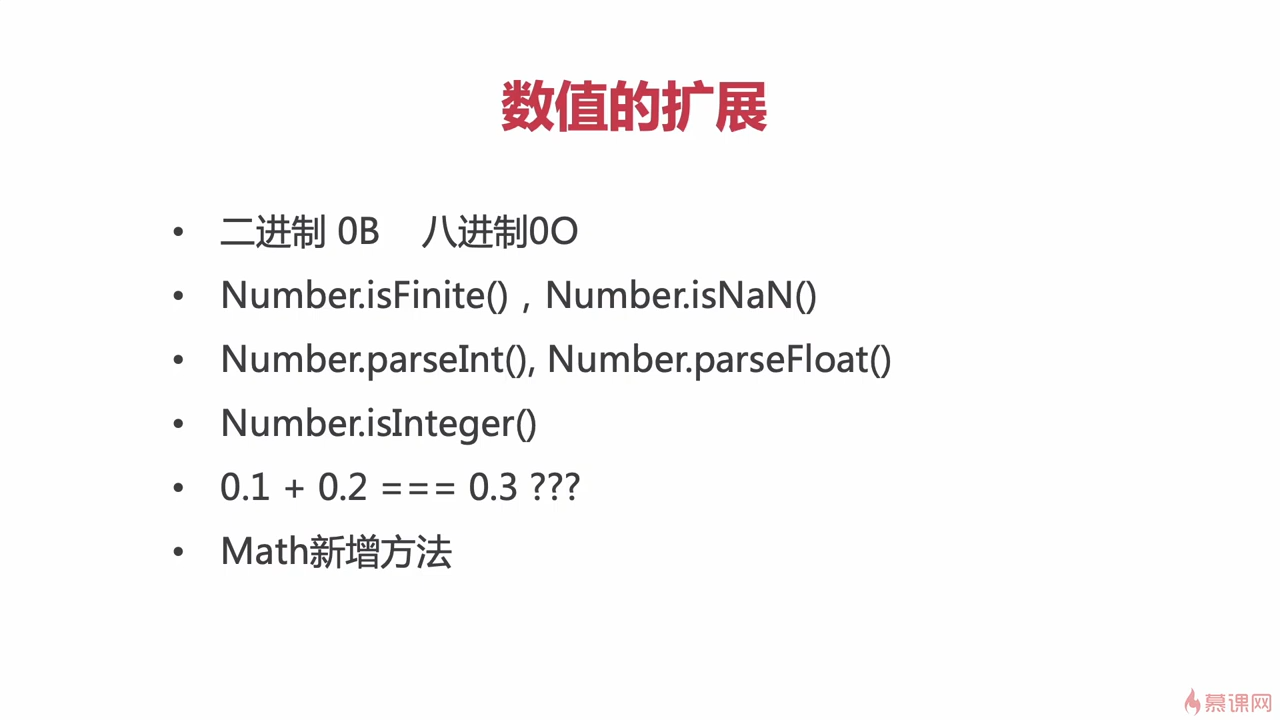 数值的扩展
• 二进制 0B 八进制0O
• Number.isFinite() , Number.isNaN()
• Number.parseInt(), Number.parseFloat()
• Number.isInteger()
• 0.1 + 0.2 === 0.3 ???
• Math新增方法
慕课网